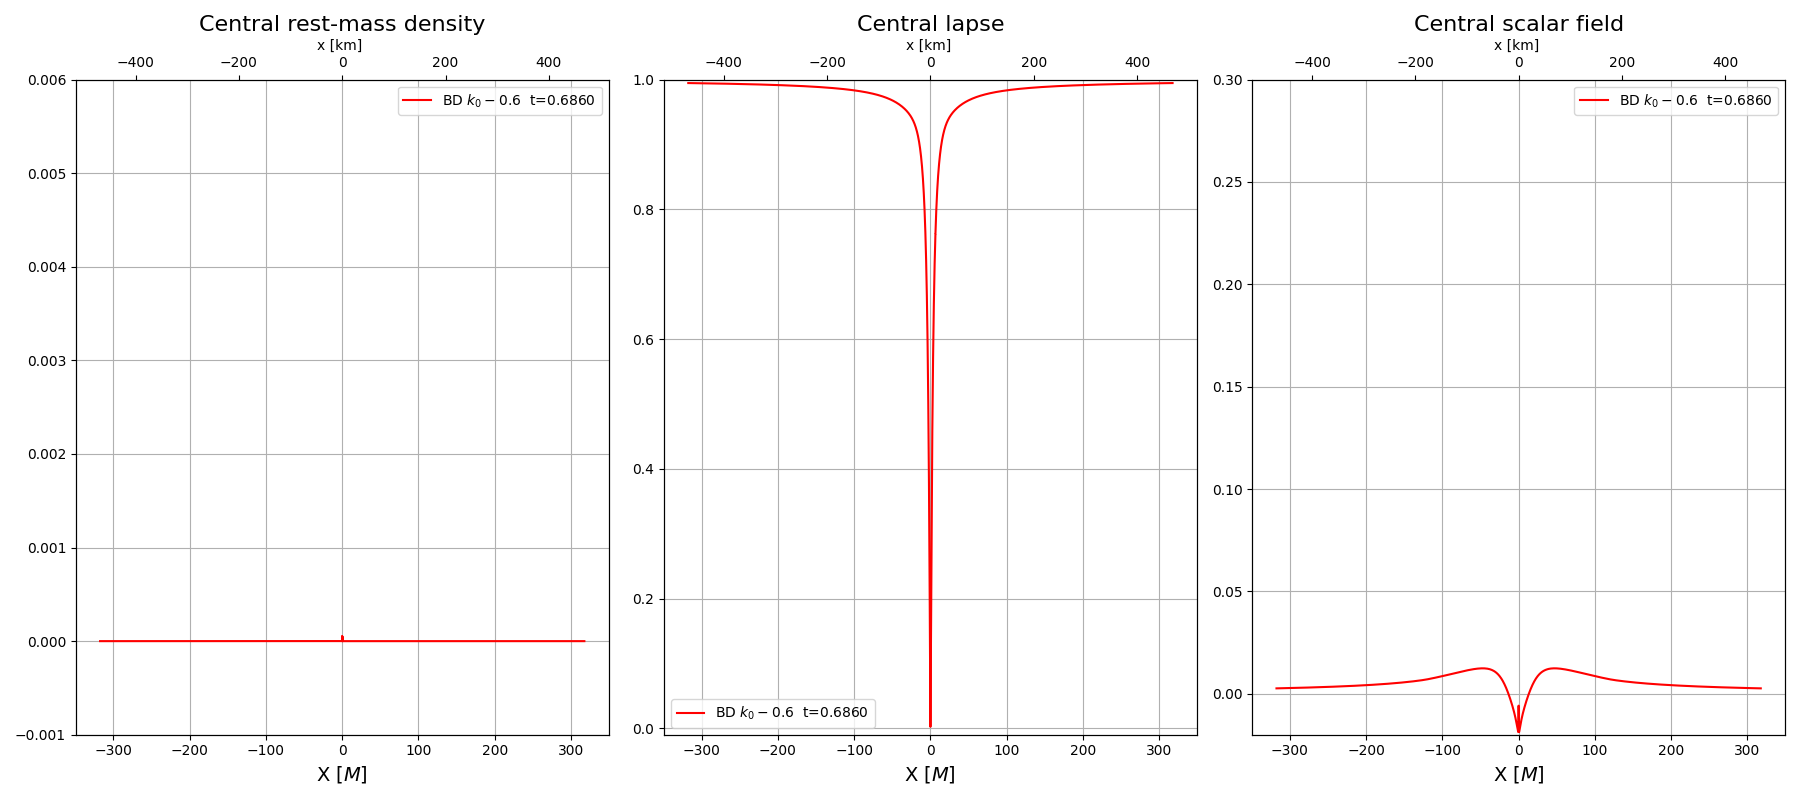 Central rest-mass density
x [km]
−400 −200 0 200 400
0.006
0.005
0.004
0.003
0.002
0.001
0.000
−0.001
BD k₀ − 0.6 t=0.6860
−300 −200 −100 0 100 200 300
X [M]
Central lapse
x [km]
−400 −200 0 200 400
1.0
0.8
0.6
0.4
0.2
0.0
BD k₀ − 0.6 t=0.6860
−300 −200 −100 0 100 200 300
X [M]
Central scalar field
x [km]
−400 −200 0 200 400
0.30
0.25
0.20
0.15
0.10
0.05
0.00
BD k₀ − 0.6 t=0.6860
−300 −200 −100 0 100 200 300
X [M]